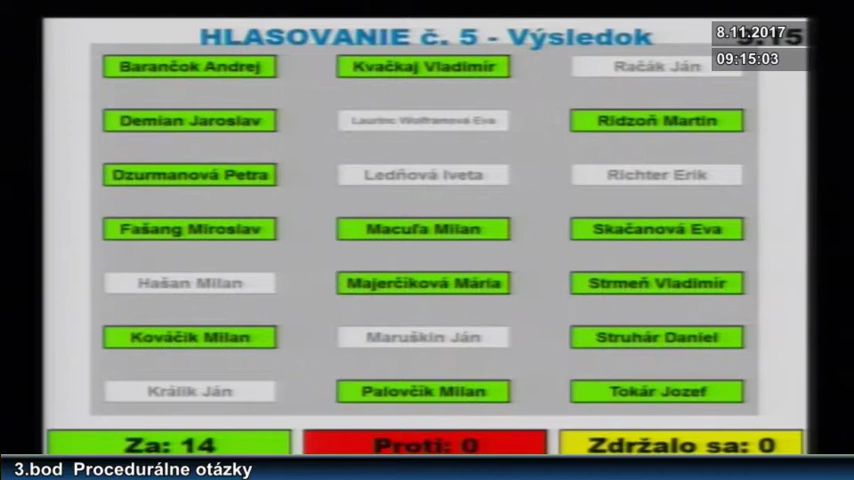 HLASOVANIE č. 5 - Výsledok
8.11.2017
09:15:03
Barančok Andrej
Kvačkaj Vladimír
Račák Ján
Demian Jaroslav
Laurinc Wolframová Eva
Ridzoň Martin
Dzurmanová Petra
Ledňová Iveta
Richter Erik
Fašang Miroslav
Macuľa Milan
Skačanová Eva
Hašan Milan
Majerčíková Mária
Strmeň Vladimír
Kováčik Milan
Maruškin Ján
Struhár Daniel
Králik Ján
Palovčík Milan
Tokár Jozef
Za: 14
Proti: 0
Zdržalo sa: 0
3.bod Procedurálne otázky